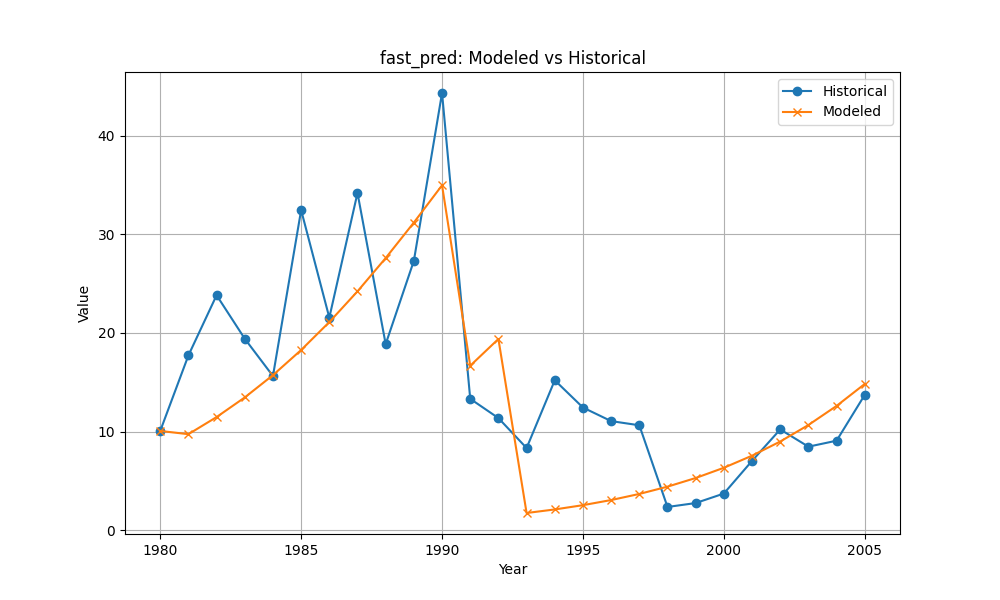 fast_pred: Modeled vs Historical
Historical
Modeled
Value
40
30
20
10
0
1980
1985
1990
1995
2000
2005
Year